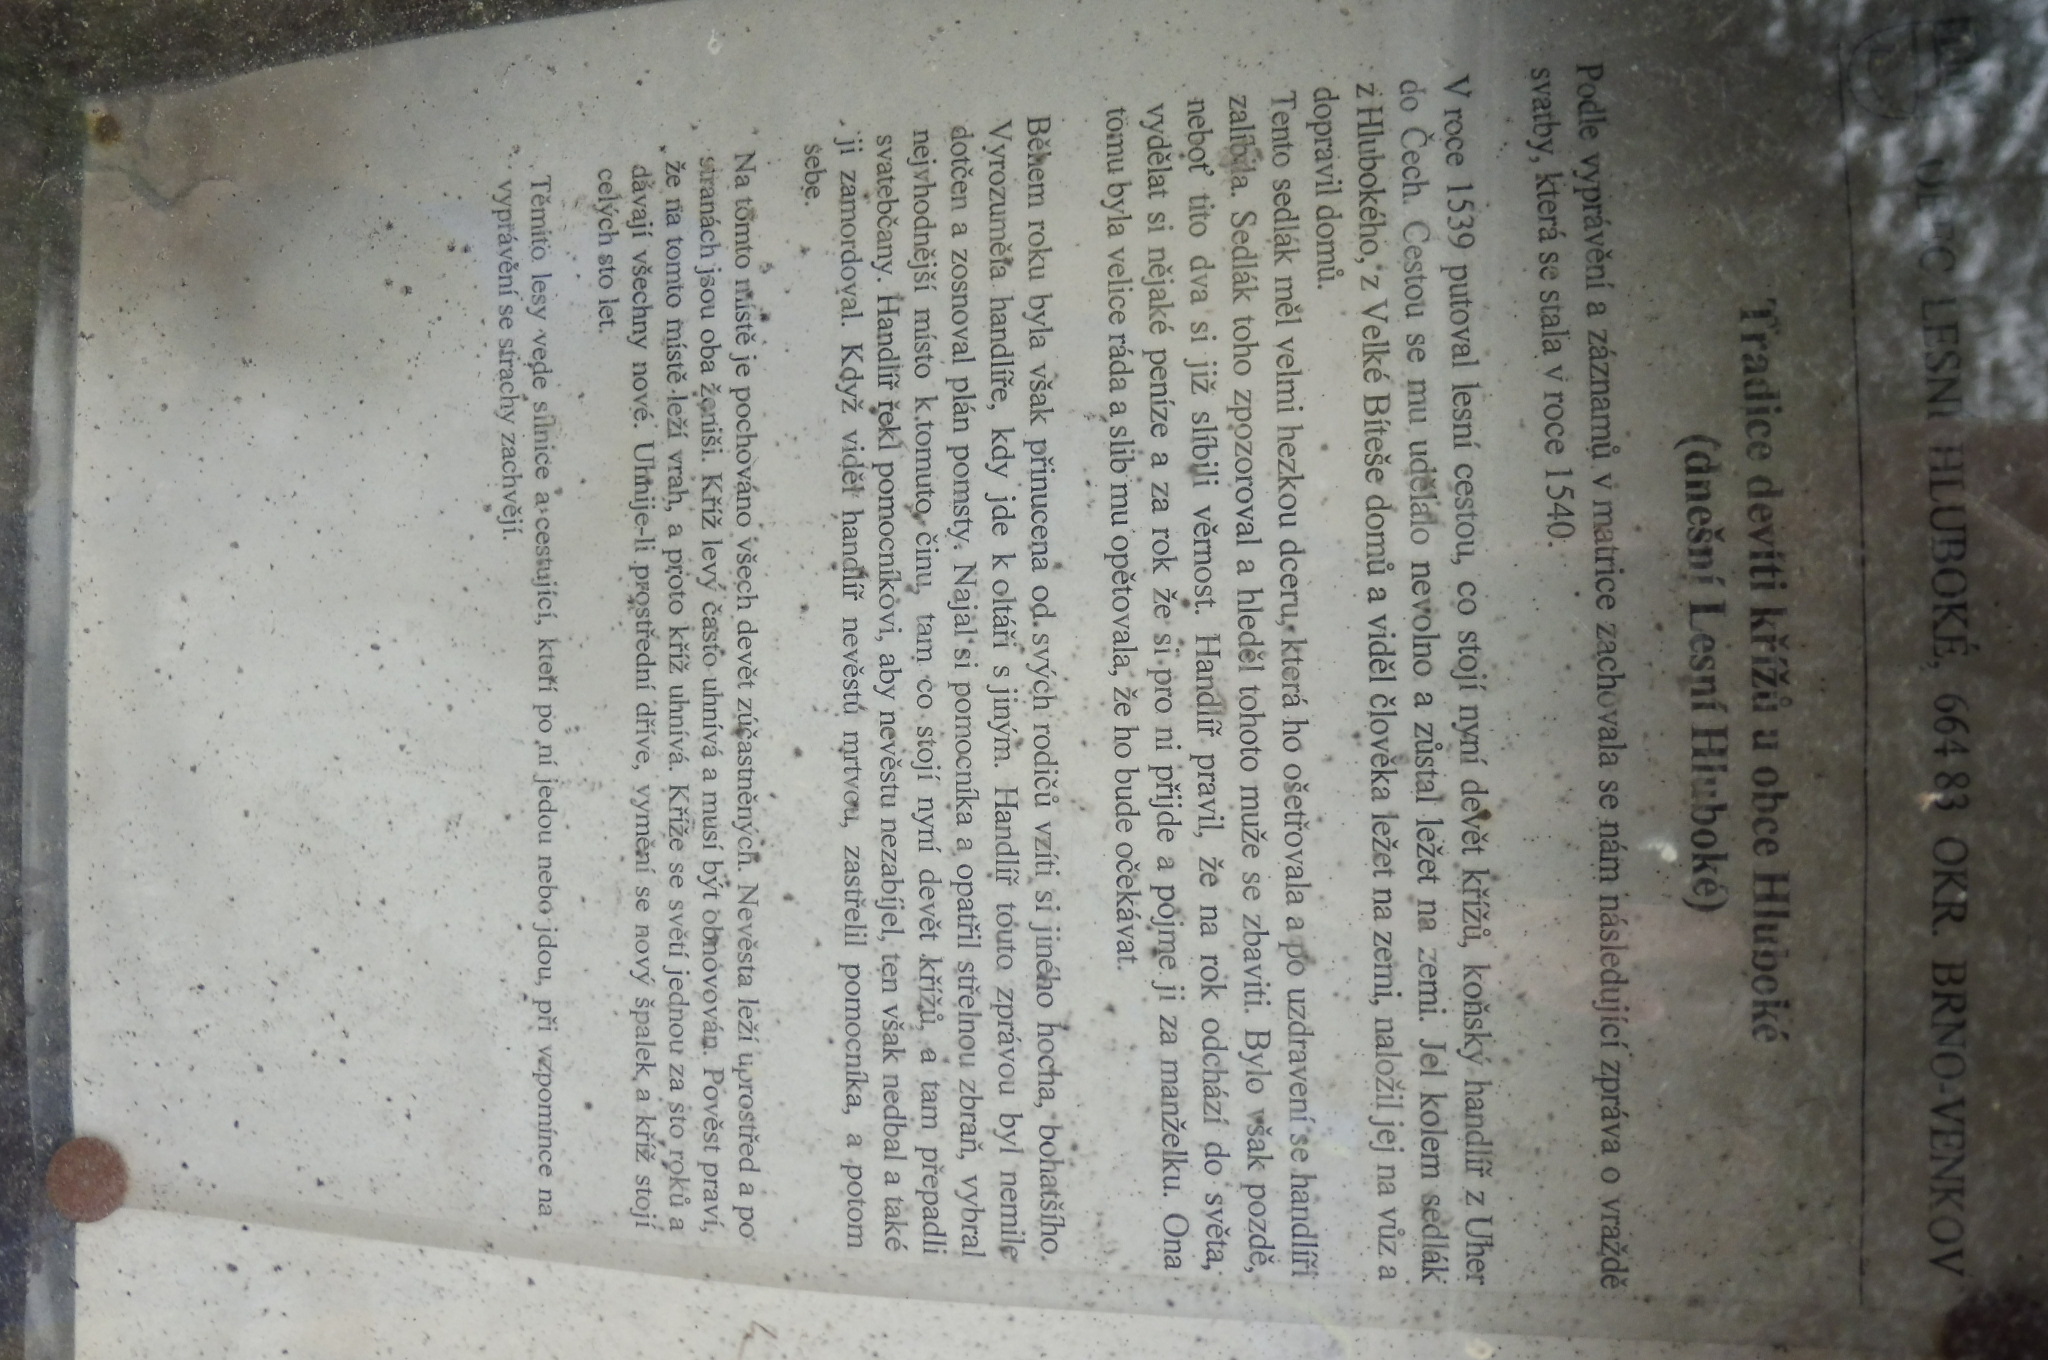 OBEC LESNÍ HLUBOKÉ, 664 83 OKR. BRNO-VENKOV
Tradice devíti křížů u obce Hluboké
(dnešní Lesní Hluboké)
Podle vyprávění a záznamů v matrice zachovala se nám následující zpráva o vraždě
svatby, která se stala v roce 1540.
V roce 1539 putoval lesní cestou, co stojí nyní devět křížů, koňský handlíř z Uher
do Čech. Cestou se mu udělalo nevolno a zůstal ležet na zemi. Jel kolem sedlák
z Hlubokého, z Velké Bíteše domů a viděl člověka ležet na zemi, naložil jej na vůz a
dopravil domů.
Tento sedlák měl velmi hezkou dceru, která ho ošetřovala a po uzdravení se handlíři
zalíbila. Sedlák toho zpozoroval a hleděl tohoto muže se zbaviti. Bylo však pozdě,
neboť tito dva si již slíbili věrnost. Handlíř pravil, že na rok odchází do světa,
vydělat si nějaké peníze a za rok že si pro ni přijde a pojme ji za manželku. Ona
tomu byla velice ráda a slib mu opětovala, že ho bude očekávat.
Během roku byla však přinucena od svých rodičů vzíti si jiného hocha, bohatšího.
Vyrozuměla handlíře, kdy jde k oltáři s jiným. Handlíř touto zprávou byl nemile
dotčen a zosnoval plán pomsty. Najal si pomocníka a opatřil střelnou zbraň, vybral
nejvhodnější místo k tomuto činu, tam co stojí nyní devět křížů, a tam přepadli
svatebčany. Handlíř řekl pomocníkovi, aby nevěstu nezabíjel, ten však nedbal a také
ji zamordoval. Když viděl handlíř nevěstu mrtvou, zastřelil pomocníka, a potom
sebe.
Na tomto místě je pochováno všech devět zúčastněných. Nevěsta leží uprostřed a po
stranách jsou oba ženiši. Kříž levý často uhnívá a musí být obnovován. Pověst praví,
že na tomto místě leží vrah, a proto kříž uhnívá. Kříže se světí jednou za sto roků a
dávají všechny nové. Uhnije-li prostřední dříve, vymění se nový špalek a kříž stojí
celých sto let.
Těmito lesy vede silnice a cestující, kteří po ní jedou nebo jdou, při vzpomínce na
vyprávění se strachy zachvějí.